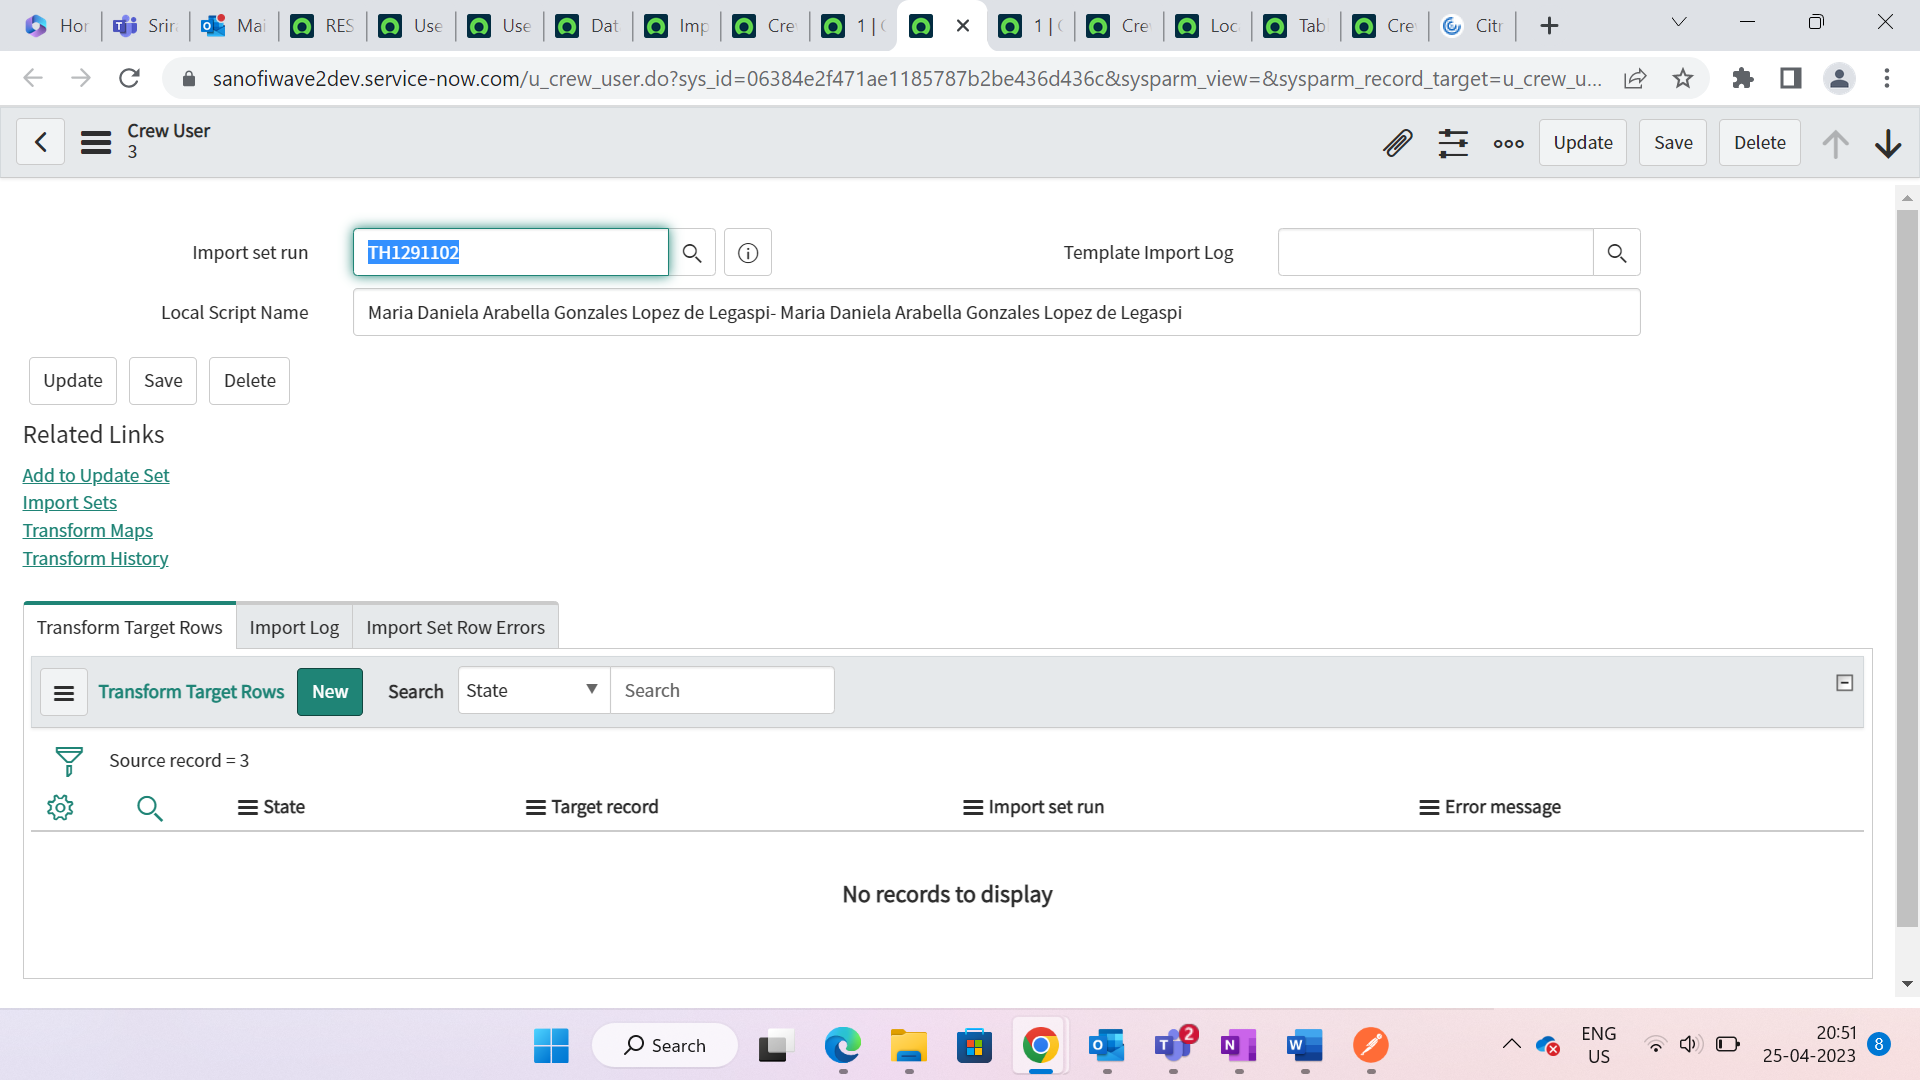 Hor
Srir
Mai
RES
Use
Use
Dat
Imp
Cre
1 | C
1 | C
Cre
Loc
Tab
Cre
Citr
sanofiwave2dev.service-now.com/u_crew_user.do?sys_id=06384e2f471ae1185787b2be436d436c&sysparm_view=&sysparm_record_target=u_crew_u...
Crew User
3
Update
Save
Delete
Import set run
TH1291102
Template Import Log
Local Script Name
Maria Daniela Arabella Gonzales Lopez de Legaspi- Maria Daniela Arabella Gonzales Lopez de Legaspi
Update
Save
Delete
Related Links
Add to Update Set
Import Sets
Transform Maps
Transform History
Transform Target Rows
Import Log
Import Set Row Errors
Transform Target Rows
New
Search
State
Search
Source record = 3
State
Target record
Import set run
Error message
No records to display
Search
2
ENG
US
20:51
25-04-2023
8